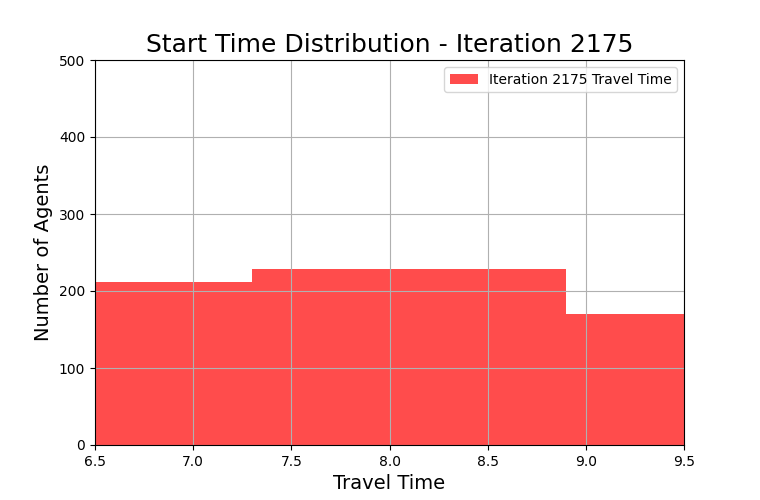 Start Time Distribution - Iteration 2175
Iteration 2175 Travel Time
500
400
300
200
100
0
Number of Agents
6.5 7.0 7.5 8.0 8.5 9.0 9.5
Travel Time